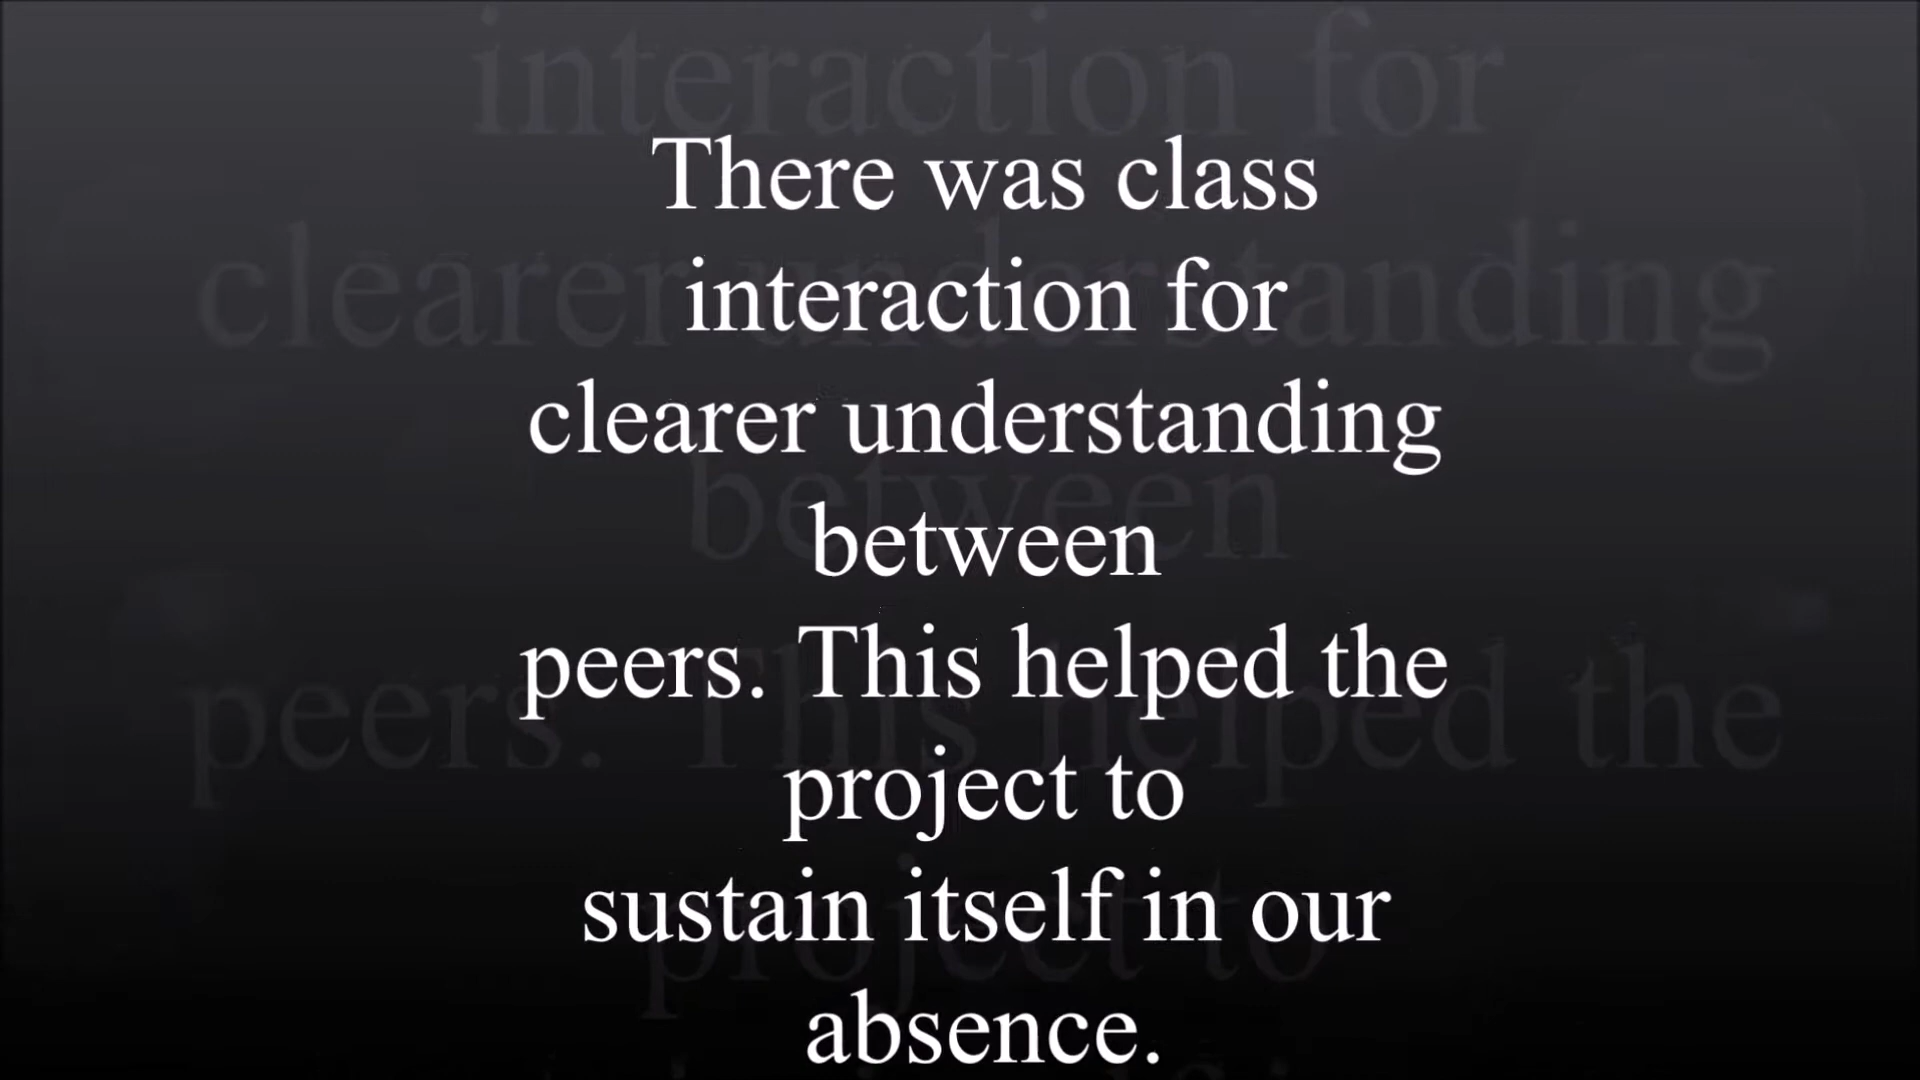 There was class
interaction for
clearer understanding
between
peers. This helped the
project to
sustain itself in our
absence.